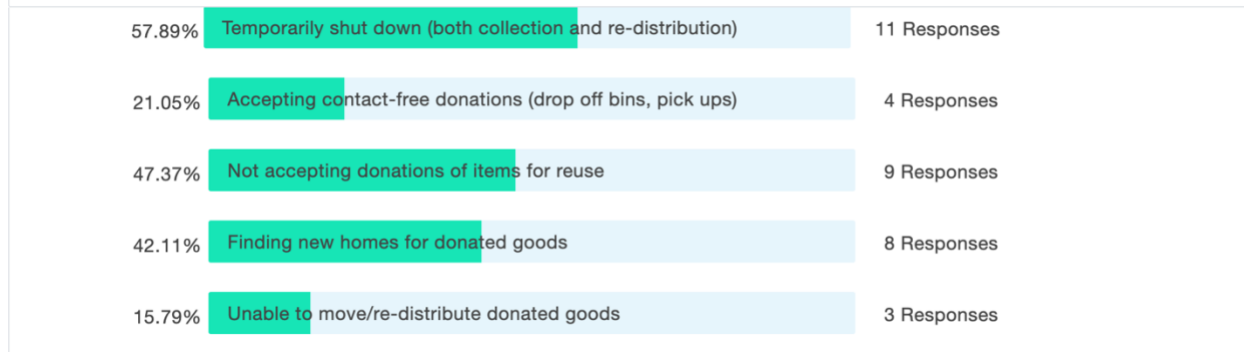 57.89% Temporarily shut down (both collection and re-distribution) 11 Responses
21.05% Accepting contact-free donations (drop off bins, pick ups) 4 Responses
47.37% Not accepting donations of items for reuse 9 Responses
42.11% Finding new homes for donated goods 8 Responses
15.79% Unable to move/re-distribute donated goods 3 Responses